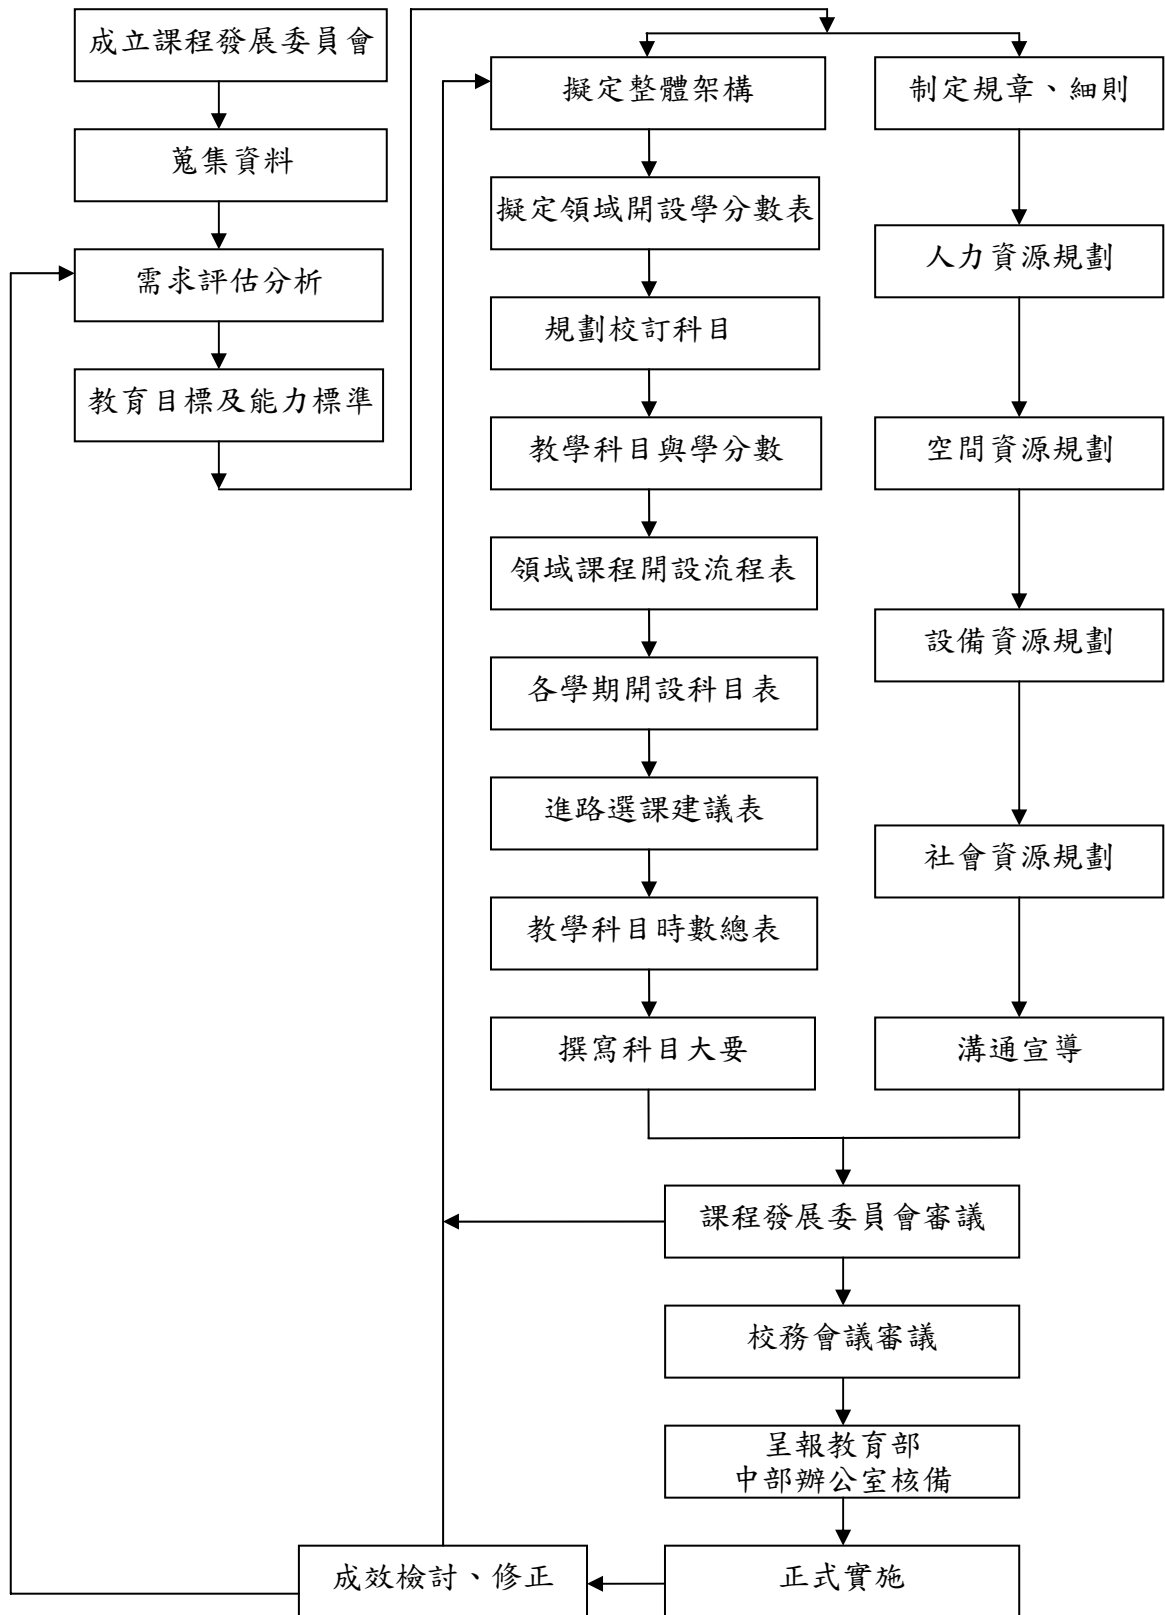 成立課程發展委員會
蒐集資料
需求評估分析
教育目標及能力標準
擬定整體架構
擬定領域開設學分數表
規劃校訂科目
教學科目與學分數
領域課程開設流程表
各學期開設科目表
進路選課建議表
教學科目時數總表
撰寫科目大要
制定規章、細則
人力資源規劃
空間資源規劃
設備資源規劃
社會資源規劃
溝通宣導
課程發展委員會審議
校務會議審議
呈報教育部
中部辦公室核備
正式實施
成效檢討、修正